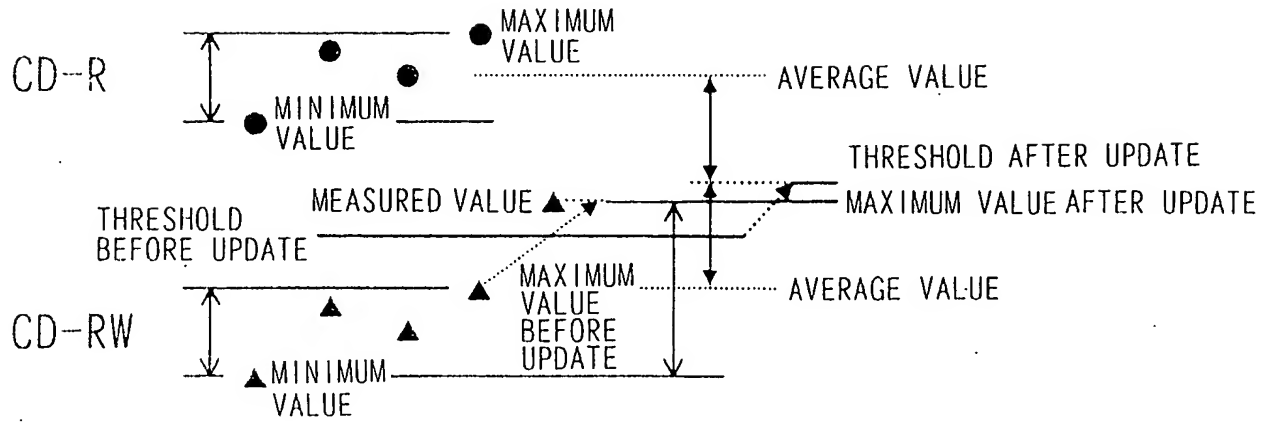 MAXIMUM
VALUE
CD-R
AVERAGE VALUE
MINIMUM
VALUE
THRESHOLD AFTER UPDATE
MEASURED VALUE
MAXIMUM VALUE AFTER UPDATE
THRESHOLD
BEFORE UPDATE
MAXIMUM
VALUE
BEFORE
UPDATE
AVERAGE VALUE
CD-RW
MINIMUM
VALUE